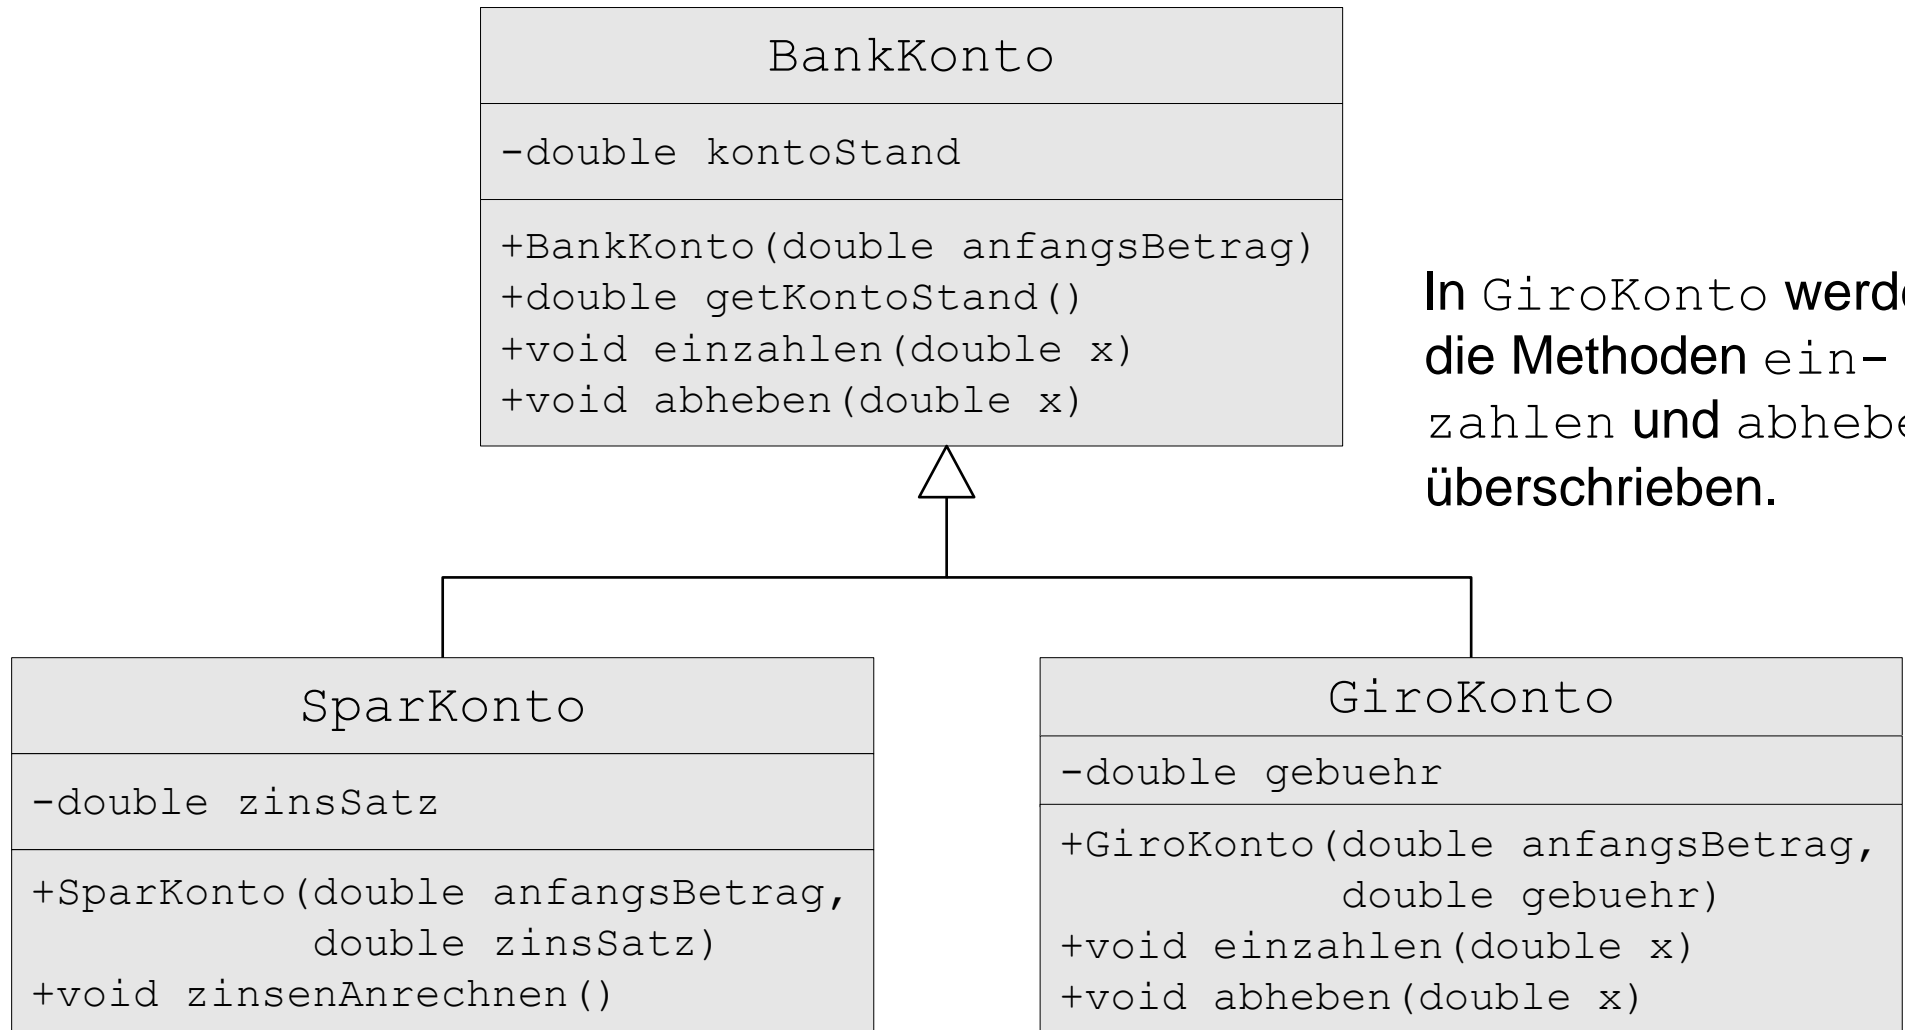 BankKonto
-double kontoStand
+BankKonto(double anfangsBetrag)
+double getKontoStand()
+void einzahlen(double x)
+void abheben(double x)
In GiroKonto
die Methoden ein-
zahlen und
überschrieben.
SparKonto
-double zinsSatz
+SparKonto(double anfangsBetrag,
double zinsSatz)
+void zinsenAnrechnen()
GiroKonto
-double gebuehr
+GiroKonto(double anfangsBetrag,
double gebuehr)
+void einzahlen(double x)
+void abheben(double x)